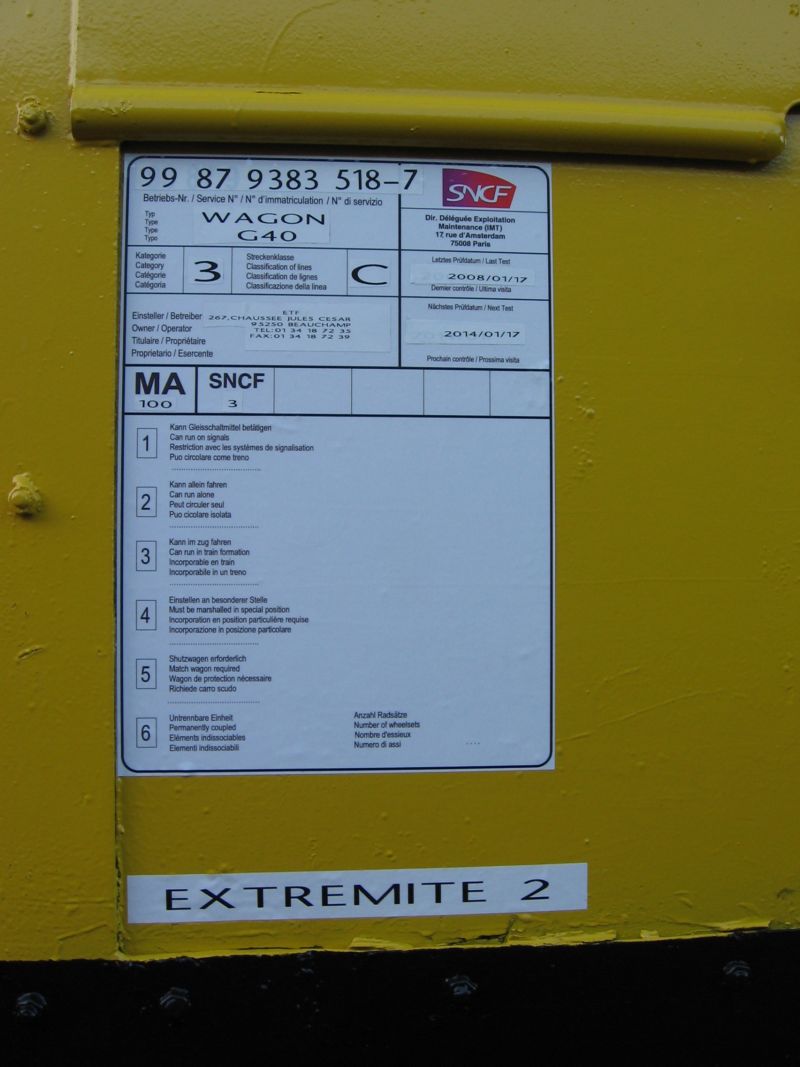 99 87 9383 518-7
Betriebs-Nr. / Service N° / N° d'immatriculation / N° di servizio
Typ
Type
Type
Typo
WAGON
G40
SNCF
Dir. Déléguée Exploitation
Maintenance (IMT)
17, rue d'Amsterdam
75008 Paris
Kategorie
Category
Catégorie
Catégoria
3
Streckenklasse
Classification of lines
Classification de lignes
Classificazione della linea
C
Letztes Prüfdatum / Last Test
2008/01/17
Dernier contrôle / Ultima visita
Einsteller / Betreiber
Owner / Operator
Titulaire / Propriétaire
Proprietario / Esercente
ETF
267,CHAUSSEE JULES CESAR
95250 BEAUCHAMP
TEL:01 34 18 72 35
FAX:01 34 18 72 39
Nächstes Prüfdatum / Next Test
2014/01/17
Prochain contrôle / Prossima visita
MA
100
SNCF
3
1
Kann Gleisschaltmittel betätigen
Can run on signals
Restriction avec les systèmes de signalisation
Puo circolare come treno
2
Kann allein fahren
Can run alone
Peut circuler seul
Puo cicolare isolata
3
Kann im zug fahren
Can run in train formation
Incorporable en train
Incorporabile in un treno
4
Einstellen an besonderer Stelle
Must be marshalled in special position
Incorporation en position particulière requise
Incorporazione in posizione particolare
5
Shutzwagen erforderlich
Match wagon required
Wagon de protection nécessaire
Richiede carro scudo
6
Untrennbare Einheit
Permanently coupled
Eléments indissociables
Elementi indissociabili
Anzahl Radsätze
Number of wheelsets
Nombre d'essieux
Numero di assi
EXTREMITE 2